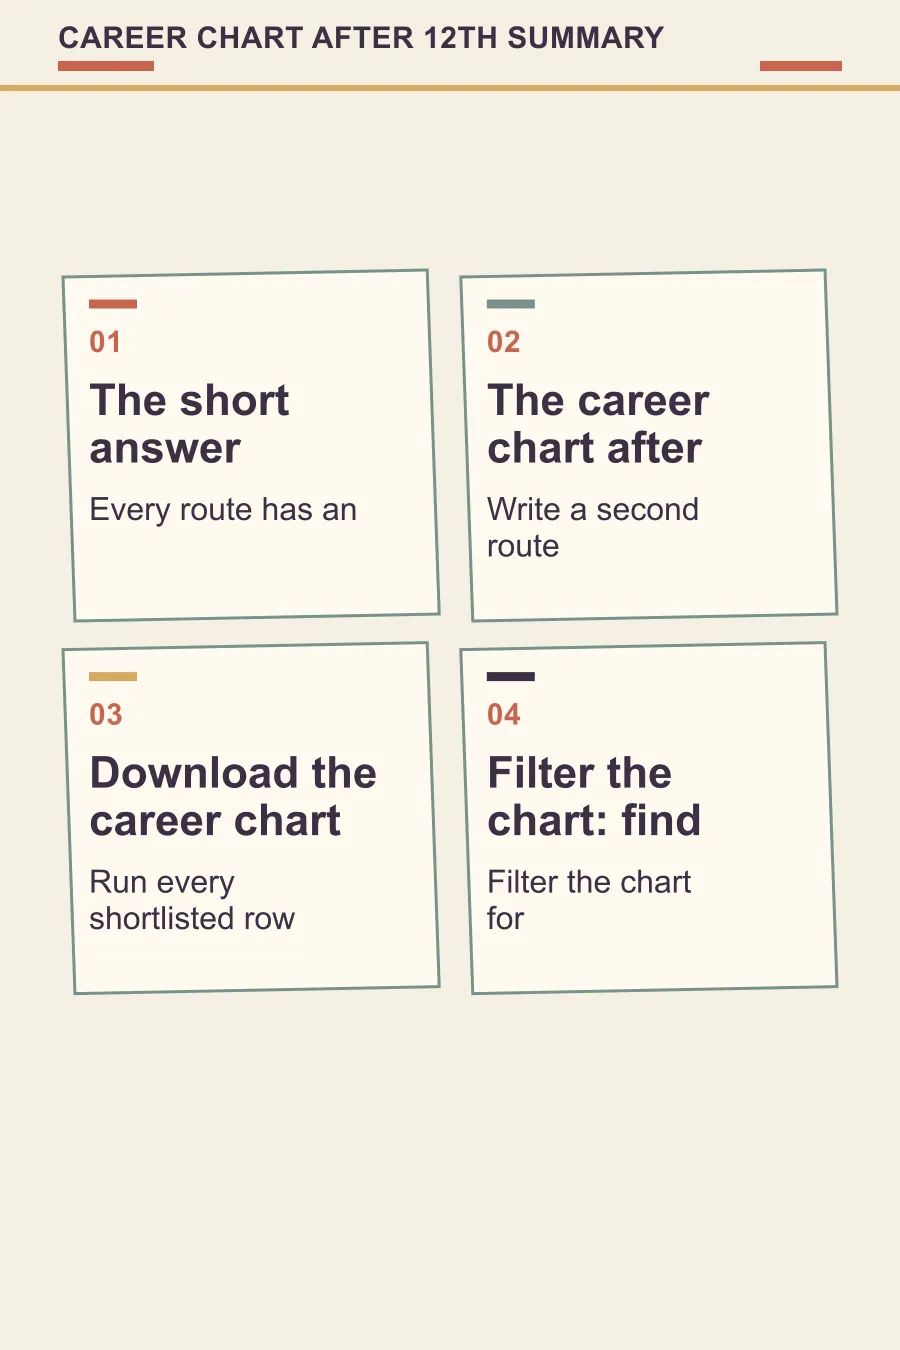 CAREER CHART AFTER 12TH SUMMARY
01
The short
answer
Every route has an
02
The career
chart after
Write a second
route
03
Download the
career chart
Run every
shortlisted row
04
Filter the
chart: find
Filter the chart
for